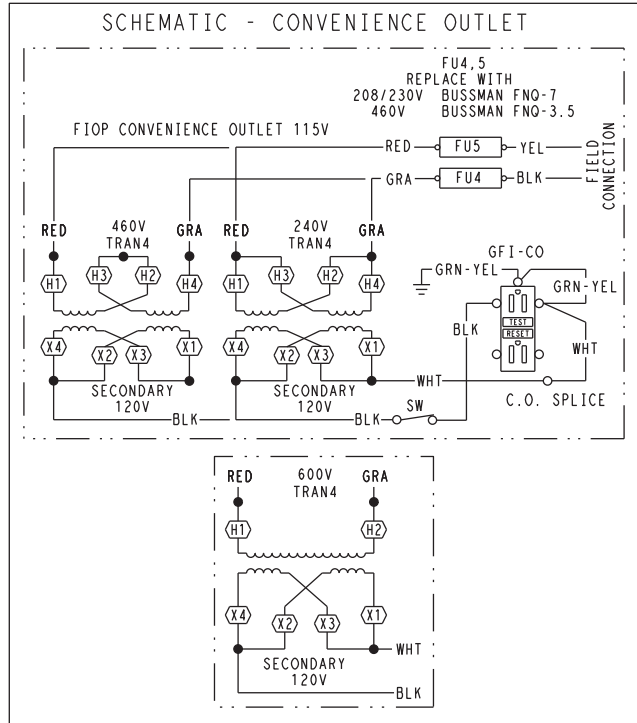 SCHEMATIC - CONVENIENCE OUTLET
FU4,5
REPLACE WITH
208/230V BUSSMAN FNQ-7
460V BUSSMAN FNQ-3.5
FIOP CONVENIENCE OUTLET 115V
RED FU5 YEL
GRA FU4 BLK
FIELD
CONNECTION
RED 460V GRA RED 240V GRA
TRAN4 TRAN4
GFI-CO
H1 H3 H2 H4 H1 H3 H2 H4
GRN-YEL
GRN-YEL
X4 X2 X3 X1 X4 X2 X3 X1
BLK
TEST
RESET
WHT
SECONDARY SECONDARY
120V 120V
WHT
C.O. SPLICE
SW
BLK BLK
RED 600V GRA
TRAN4
H1 H2
X4 X2 X3 X1
WHT
SECONDARY
120V
BLK